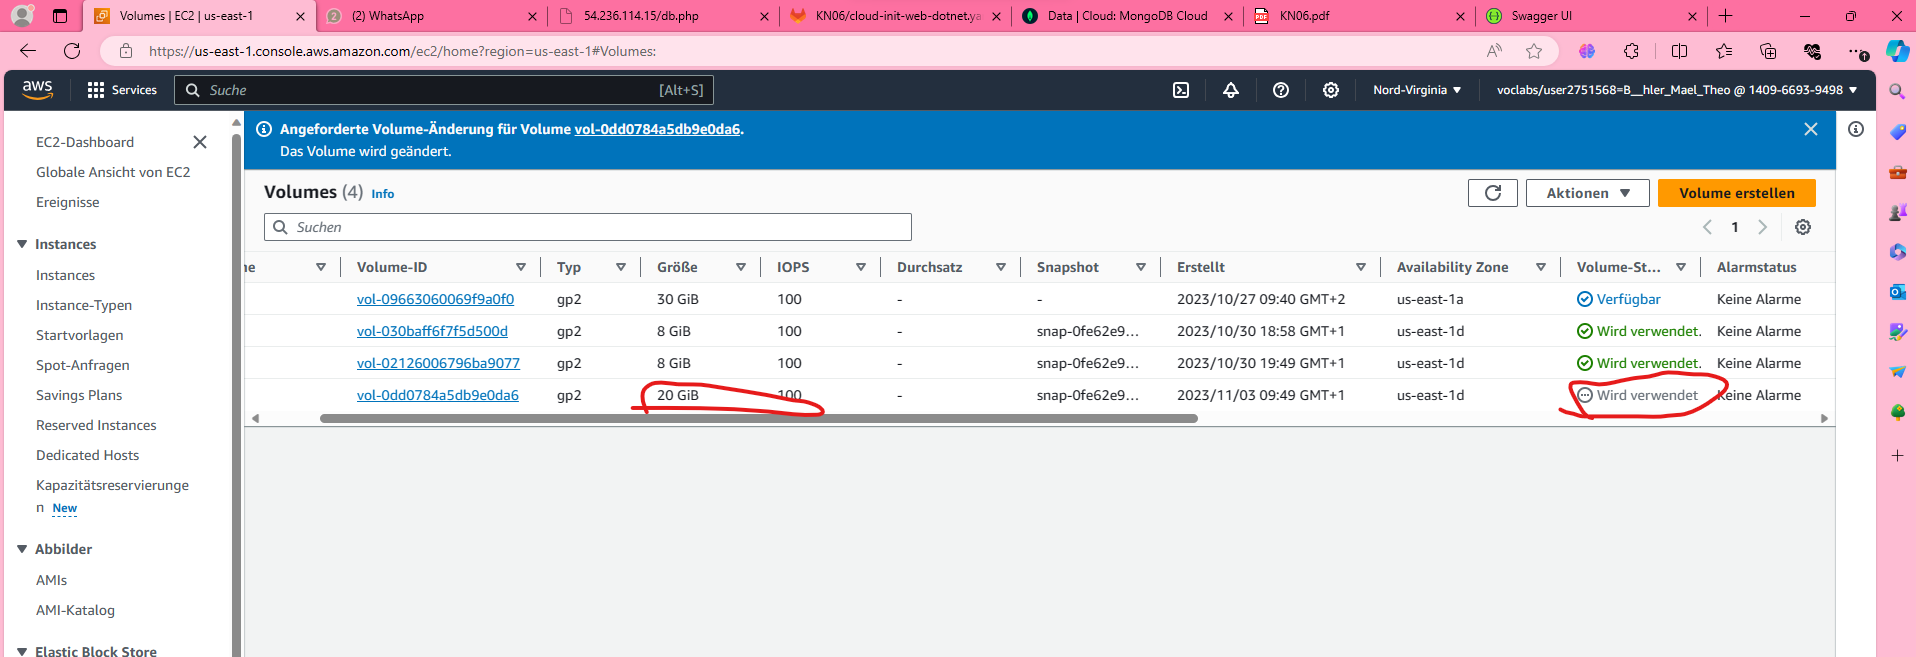 Volumes | EC2 | us-east-1
(2) WhatsApp
54.236.114.15/db.php
KN06/cloud-init-web-dotnet.ya
Data | Cloud: MongoDB Cloud
KN06.pdf
Swagger UI
https://us-east-1.console.aws.amazon.com/ec2/home?region=us-east-1#Volumes:
aws
Services
Suche
[Alt+S]
Nord-Virginia
voclabs/user2751568=B__hler_Mael_Theo @ 1409-6693-9498
EC2-Dashboard
Globale Ansicht von EC2
Ereignisse
Instances
Instances
Instance-Typen
Startvorlagen
Spot-Anfragen
Savings Plans
Reserved Instances
Dedicated Hosts
Kapazitätsreservierunge
n New
Abbilder
AMIs
AMI-Katalog
Elastic Block Store
Angeforderte Volume-Änderung für Volume vol-0dd0784a5db9e0da6.
Das Volume wird geändert.
Volumes (4) Info
Aktionen
Volume erstellen
Suchen
1
ne Volume-ID Typ Größe IOPS Durchsatz Snapshot Erstellt Availability Zone Volume-St... Alarmstatus
vol-09663060069f9a0f0 gp2 30 GiB 100 - - 2023/10/27 09:40 GMT+2 us-east-1a Verfügbar Keine Alarme
vol-030baff6f7f5d500d gp2 8 GiB 100 - snap-0fe62e9... 2023/10/30 18:58 GMT+1 us-east-1d Wird verwendet. Keine Alarme
vol-02126006796ba9077 gp2 8 GiB 100 - snap-0fe62e9... 2023/10/30 19:49 GMT+1 us-east-1d Wird verwendet. Keine Alarme
vol-0dd0784a5db9e0da6 gp2 20 GiB 100 - snap-0fe62e9... 2023/11/03 09:49 GMT+1 us-east-1d Wird verwendet Keine Alarme